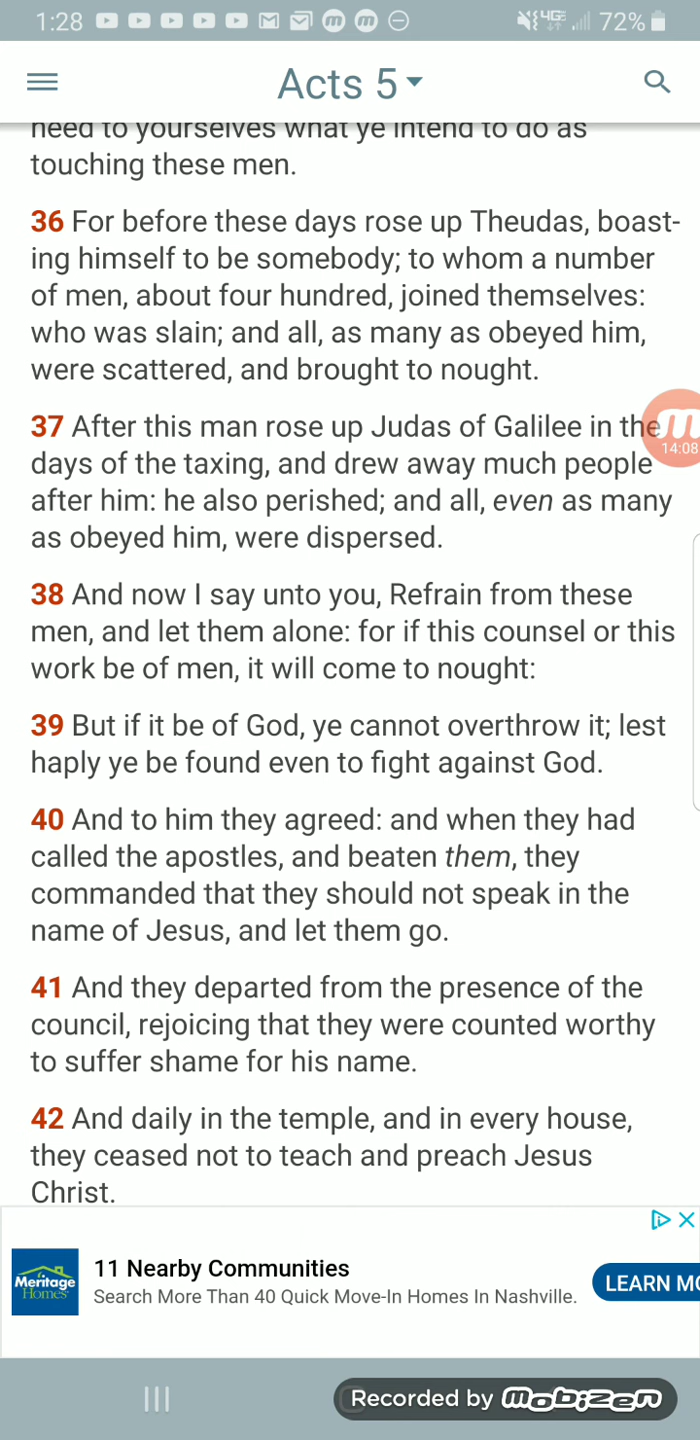 1:28
4GE 72%
Acts 5
heed to yourselves what ye intend to do as
touching these men.
36 For before these days rose up Theudas, boast-
ing himself to be somebody; to whom a number
of men, about four hundred, joined themselves:
who was slain; and all, as many as obeyed him,
were scattered, and brought to nought.
37 After this man rose up Judas of Galilee in the
days of the taxing, and drew away much people
after him: he also perished; and all, even as many
as obeyed him, were dispersed.
m
14:08
38 And now I say unto you, Refrain from these
men, and let them alone: for if this counsel or this
work be of men, it will come to nought:
39 But if it be of God, ye cannot overthrow it; lest
haply ye be found even to fight against God.
40 And to him they agreed: and when they had
called the apostles, and beaten them, they
commanded that they should not speak in the
name of Jesus, and let them go.
41 And they departed from the presence of the
council, rejoicing that they were counted worthy
to suffer shame for his name.
42 And daily in the temple, and in every house,
they ceased not to teach and preach Jesus
Christ.
Meritage
Homes
11 Nearby Communities
Search More Than 40 Quick Move-In Homes In Nashville.
LEARN MO
Recorded by mobizen